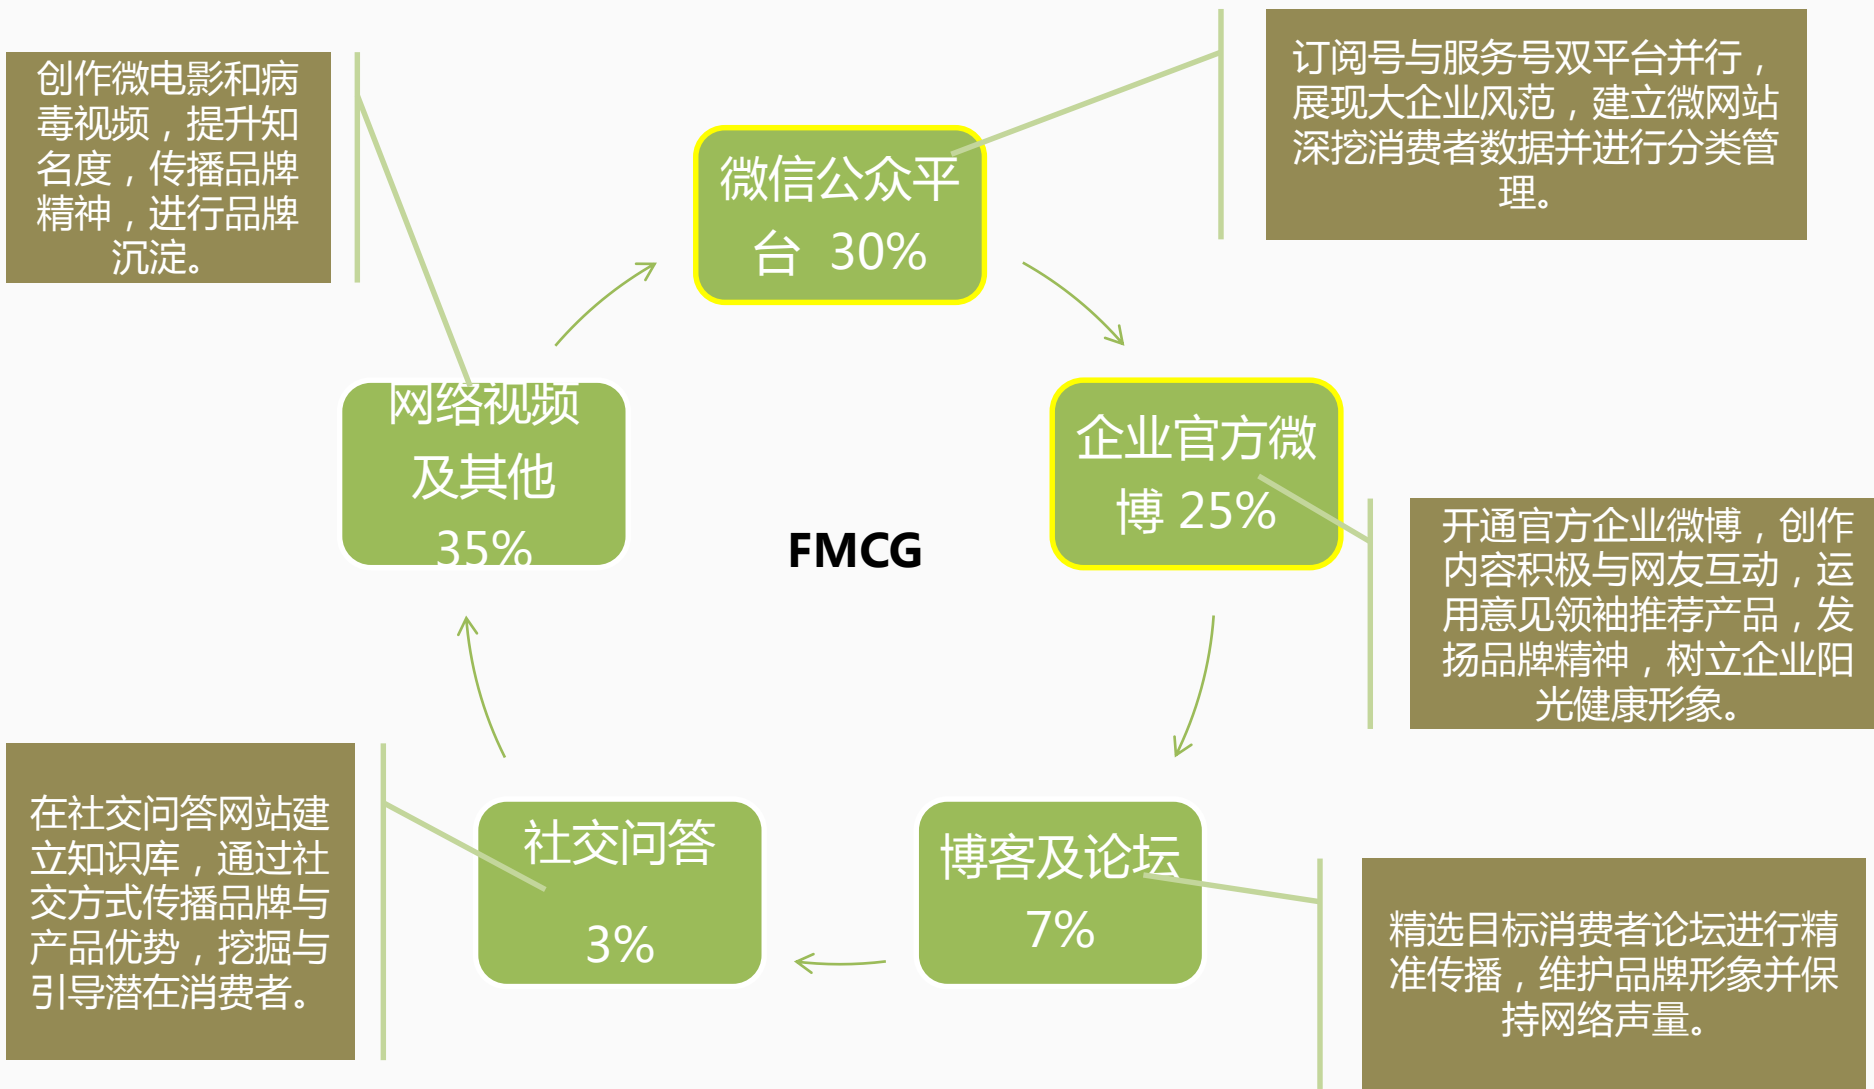 创作微电影和病
毒视频，提升知
名度，传播品牌
精神，进行品牌
沉淀。
订阅号与服务号双平台并行，
展现大企业风范，建立微网站
深挖消费者数据并进行分类管
理。
微信公众平
台 30%
网络视频
及其他
35%
企业官方微
博 25%
FMCG
开通官方企业微博，创作
内容积极与网友互动，运
用意见领袖推荐产品，发
扬品牌精神，树立企业阳
光健康形象。
在社交问答网站建
立知识库，通过社
交方式传播品牌与
产品优势，挖掘与
引导潜在消费者。
社交问答
3%
博客及论坛
7%
精选目标消费者论坛进行精
准传播，维护品牌形象并保
持网络声量。